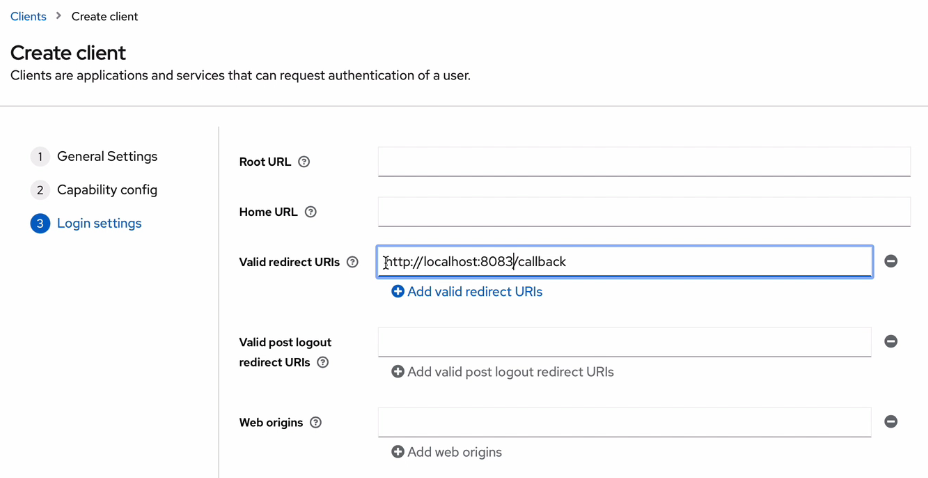 Clients > Create client
Create client
Clients are applications and services that can request authentication of a user.
1 General Settings
2 Capability config
3 Login settings
Root URL
Home URL
Valid redirect URIs
http://localhost:8083/callback
Add valid redirect URIs
Valid post logout
redirect URIs
Add valid post logout redirect URIs
Web origins
Add web origins